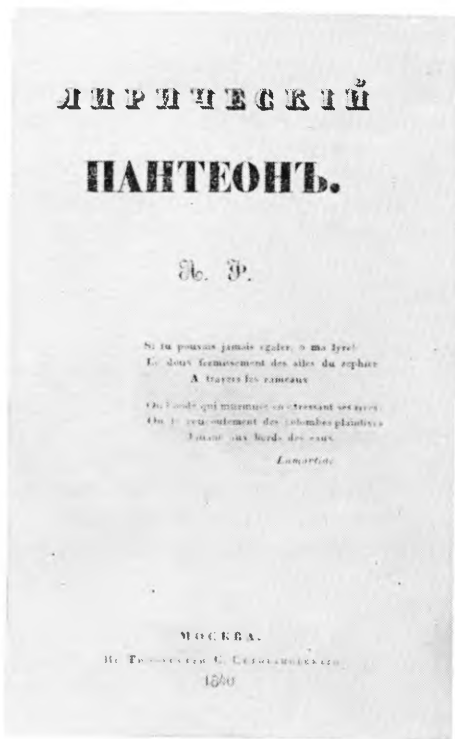 ЛИРИЧЕСКІЙ
ПАНТЕОНЪ.
А. Ф.
Si tu pouvais jamais égaler, o ma lyre!
Le doux frémissement des ailes du zéphire
A travers les rameaux
Ou l'onde qui murmure en caressant ses rives
Ou le roucoulement des colombes plaintives
Jouant aux bords des eaux.
Lamartine
МОСКВА.
Въ Типографіи С. Селивановскаго.
1840